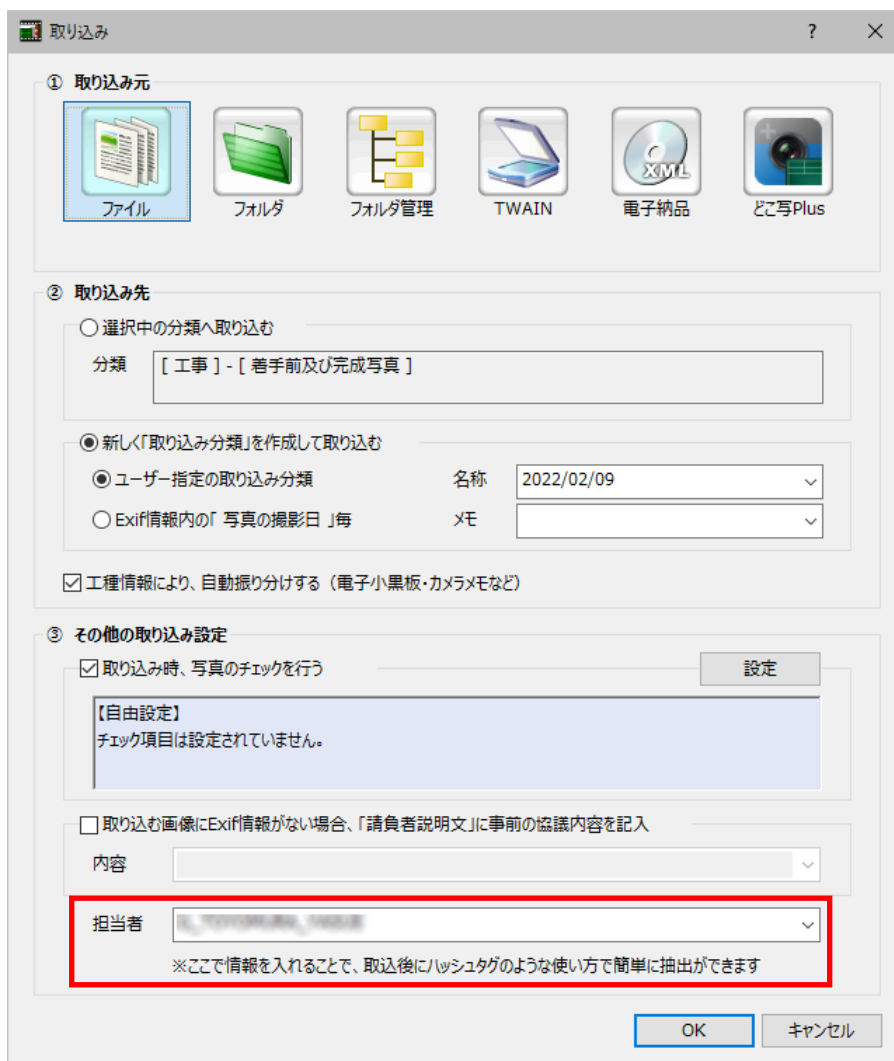 取り込み
?
① 取り込み元
ファイル フォルダ フォルダ管理 TWAIN 電子納品 どこ写Plus
XML
② 取り込み先
選択中の分類へ取り込む
分類 [ 工事 ] - [ 着手前及び完成写真 ]
新しく「取り込み分類」を作成して取り込む
ユーザー指定の取り込み分類 名称 2022/02/09
Exif情報内の「 写真の撮影日 」毎 メモ
工種情報により、自動振り分けする（電子小黒板・カメラメモなど）
③ その他の取り込み設定
取り込み時、写真のチェックを行う 設定
【自由設定】
チェック項目は設定されていません。
取り込む画像にExif情報がない場合、「請負者説明文」に事前の協議内容を記入
内容
担当者
※ここで情報を入れることで、取込後にハッシュタグのような使い方で簡単に抽出ができます
OK キャンセル